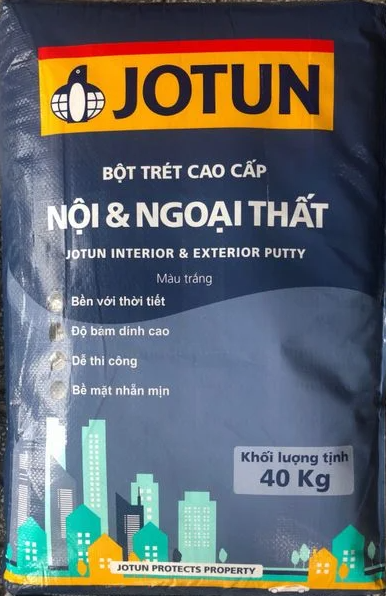 JOTUN
BỘT TRÉT CAO CẤP
NỘI & NGOẠI THẤT
JOTUN INTERIOR & EXTERIOR PUTTY
Màu trắng
Bền với thời tiết
Độ bám dính cao
Dễ thi công
Bề mặt nhẵn mịn
Khối lượng tịnh
40 Kg
JOTUN PROTECTS PROPERTY